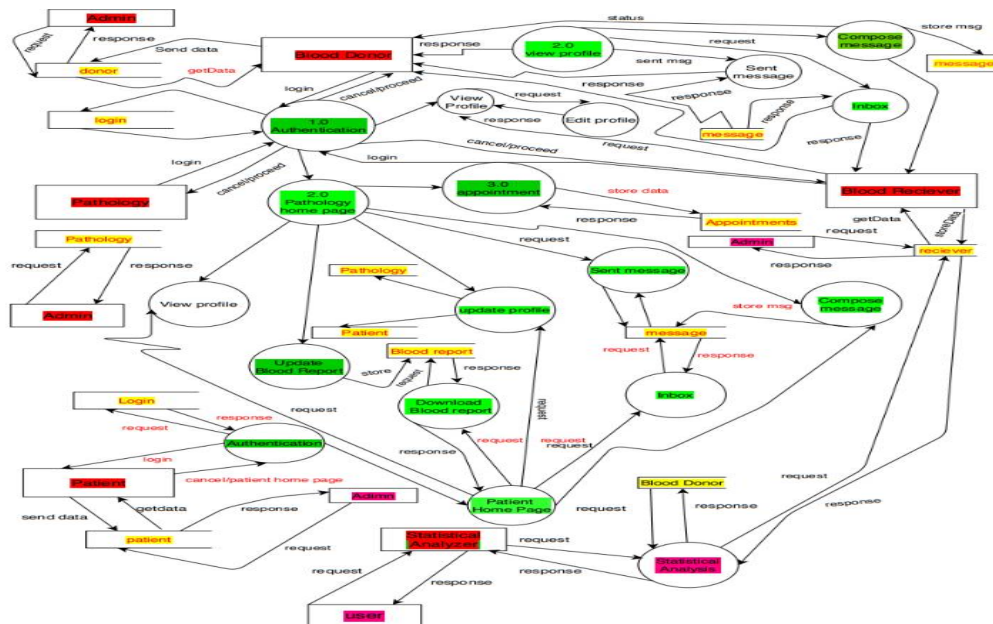 Admin
status
store msg
request
response
Send data
Blood Donor
response
2.0
view profile
request
Compose
message
message
donor
getData
sent msg
Sent
message
response
response
login
login
cancel/proceed
View
Profile
request
response
Edit profile
message
response
Inbox
response
1.0
Authentication
request
cancel/proceed
login
login
cancel/proceed
Pathology
2.0
Pathology
home page
3.0
appointment
store data
response
Appointments
Blood Reciever
getData
storeData
request
Admin
reciever
response
Pathology
request
response
Admin
View profile
request
Sent message
Pathology
update profile
Patient
store msg
Compose
message
message
request
response
Update
Blood Report
store
Blood report
request
response
Inbox
Download
Blood report
request
Login
response
request
Authentication
request
login
response
request
request
request
Patient
cancel/patient home page
send data
getdata
patient
response
Adimn
request
Patient
Home Page
request
Blood Donor
response
request
response
Statistical
Analyzer
request
response
Statistical
Analysis
request
response
user